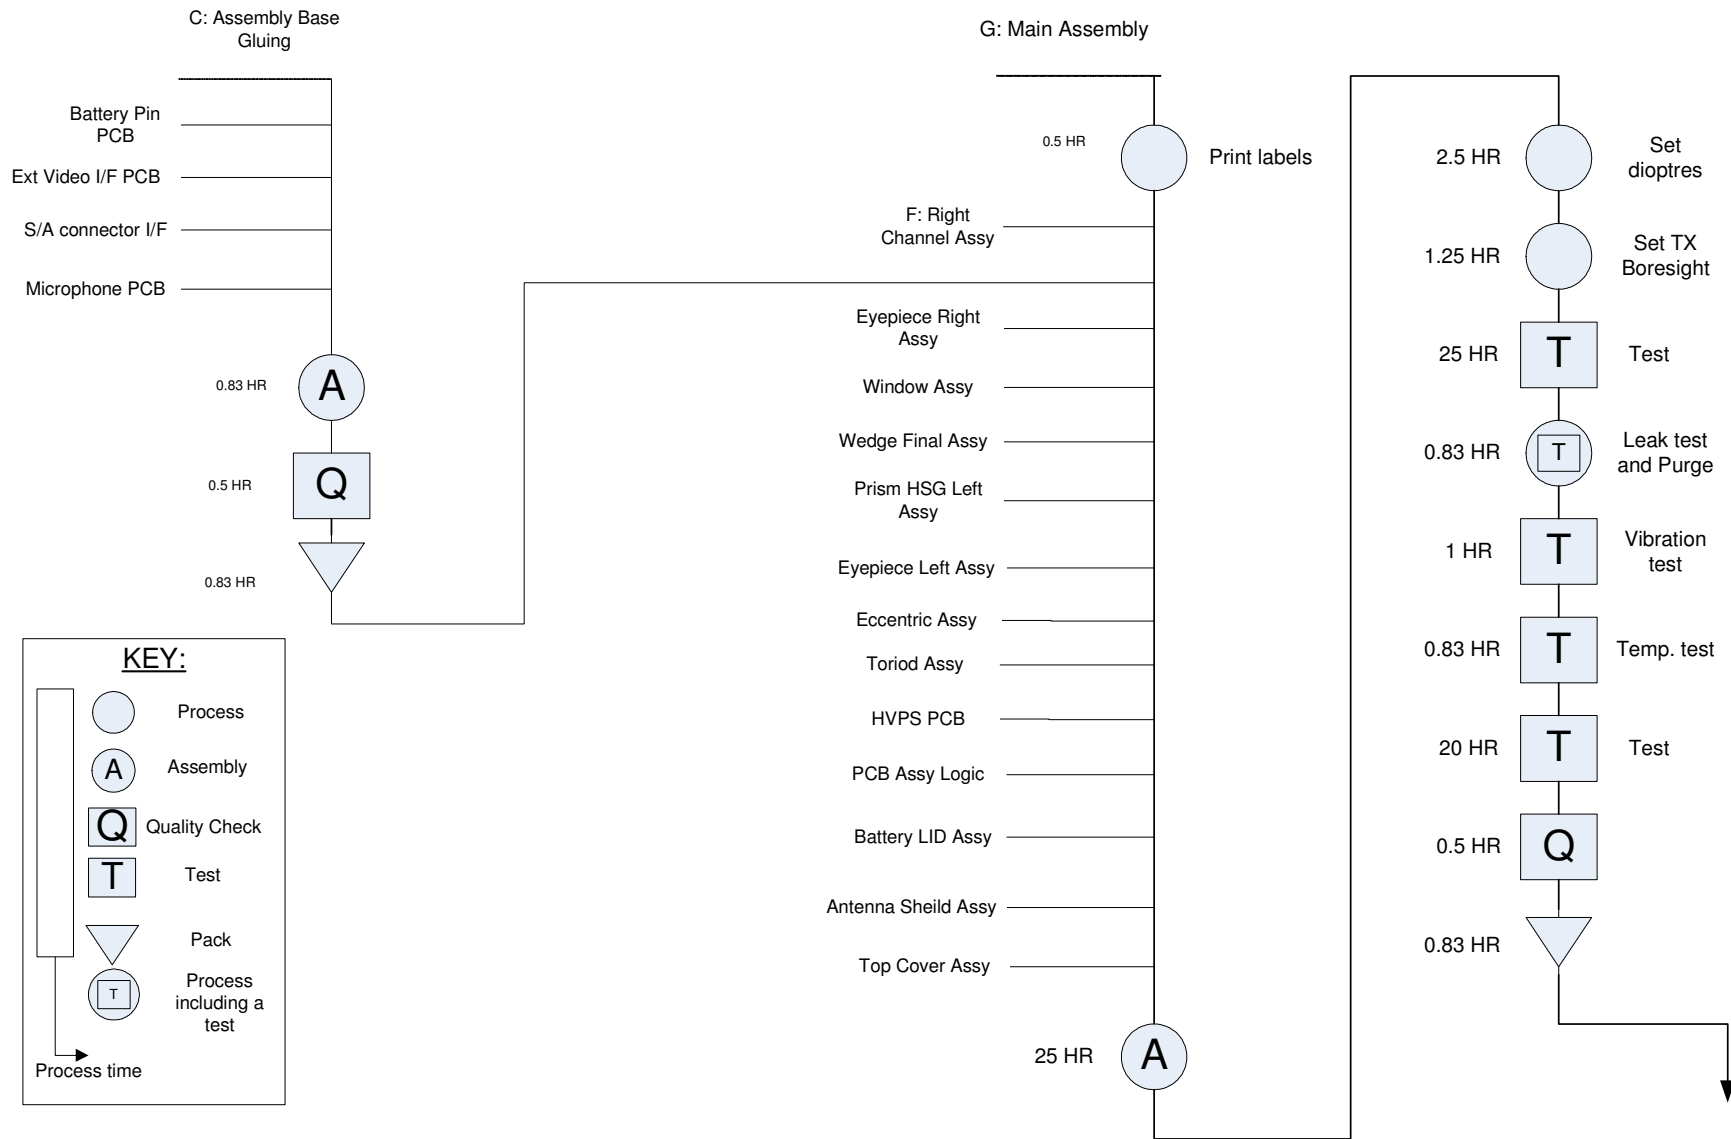 C: Assembly Base
Gluing
Battery Pin
PCB
Ext Video I/F PCB
S/A connector I/F
Microphone PCB
0.83 HR
A
0.5 HR
Q
0.83 HR
KEY:
Process
A
Assembly
Q
Quality Check
T
Test
Pack
T
Process
including a
test
Process time
G: Main Assembly
0.5 HR
Print labels
F: Right
Channel Assy
Eyepiece Right
Assy
Window Assy
Wedge Final Assy
Prism HSG Left
Assy
Eyepiece Left Assy
Eccentric Assy
Toriod Assy
HVPS PCB
PCB Assy Logic
Battery LID Assy
Antenna Sheild Assy
Top Cover Assy
25 HR
A
2.5 HR
Set
dioptres
1.25 HR
Set TX
Boresight
25 HR
T
Test
0.83 HR
T
Leak test
and Purge
1 HR
T
Vibration
test
0.83 HR
T
Temp. test
20 HR
T
Test
0.5 HR
Q
0.83 HR